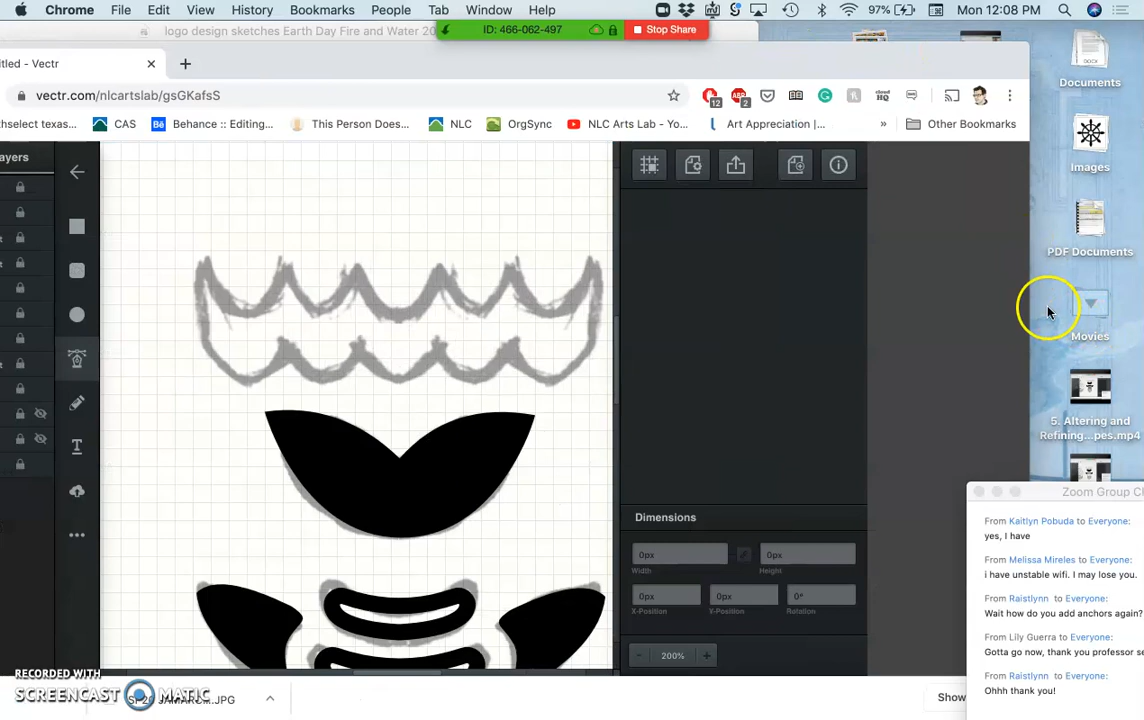 Chrome File Edit View History Bookmarks People Tab Window Help 97% Mon 12:08 PM
logo design sketches Earth Day Fire and Water 20
ID: 466-062-497 Stop Share
ntitled - Vectr
vectr.com/nlcartslab/gsGKafsS
12 ABP 2 cloud HQ
hselect texas... CAS Bē Behance :: Editing... This Person Does... NLC OrgSync NLC Arts Lab - Yo... Art Appreciation |... » Other Bookmarks
ayers
Documents
Images
PDF Documents
Movies
5. Altering and
Refining...pes.mp4
Dimensions
0px 0px
Width Height
0px 0px 0°
X-Position Y-Position Rotation
- 200% +
Zoom Group C
From Kaitlyn Pobuda to Everyone:
yes, I have
From Melissa Mireles to Everyone:
i have unstable wifi. I may lose you.
From Raistlynn to Everyone:
Wait how do you add anchors again?
From Lily Guerra to Everyone:
Gotta go now, thank you professor se
From Raistlynn to Everyone:
Ohhh thank you!
RECORDED WITH
SCREENCAST MATIC
.JPG
Show